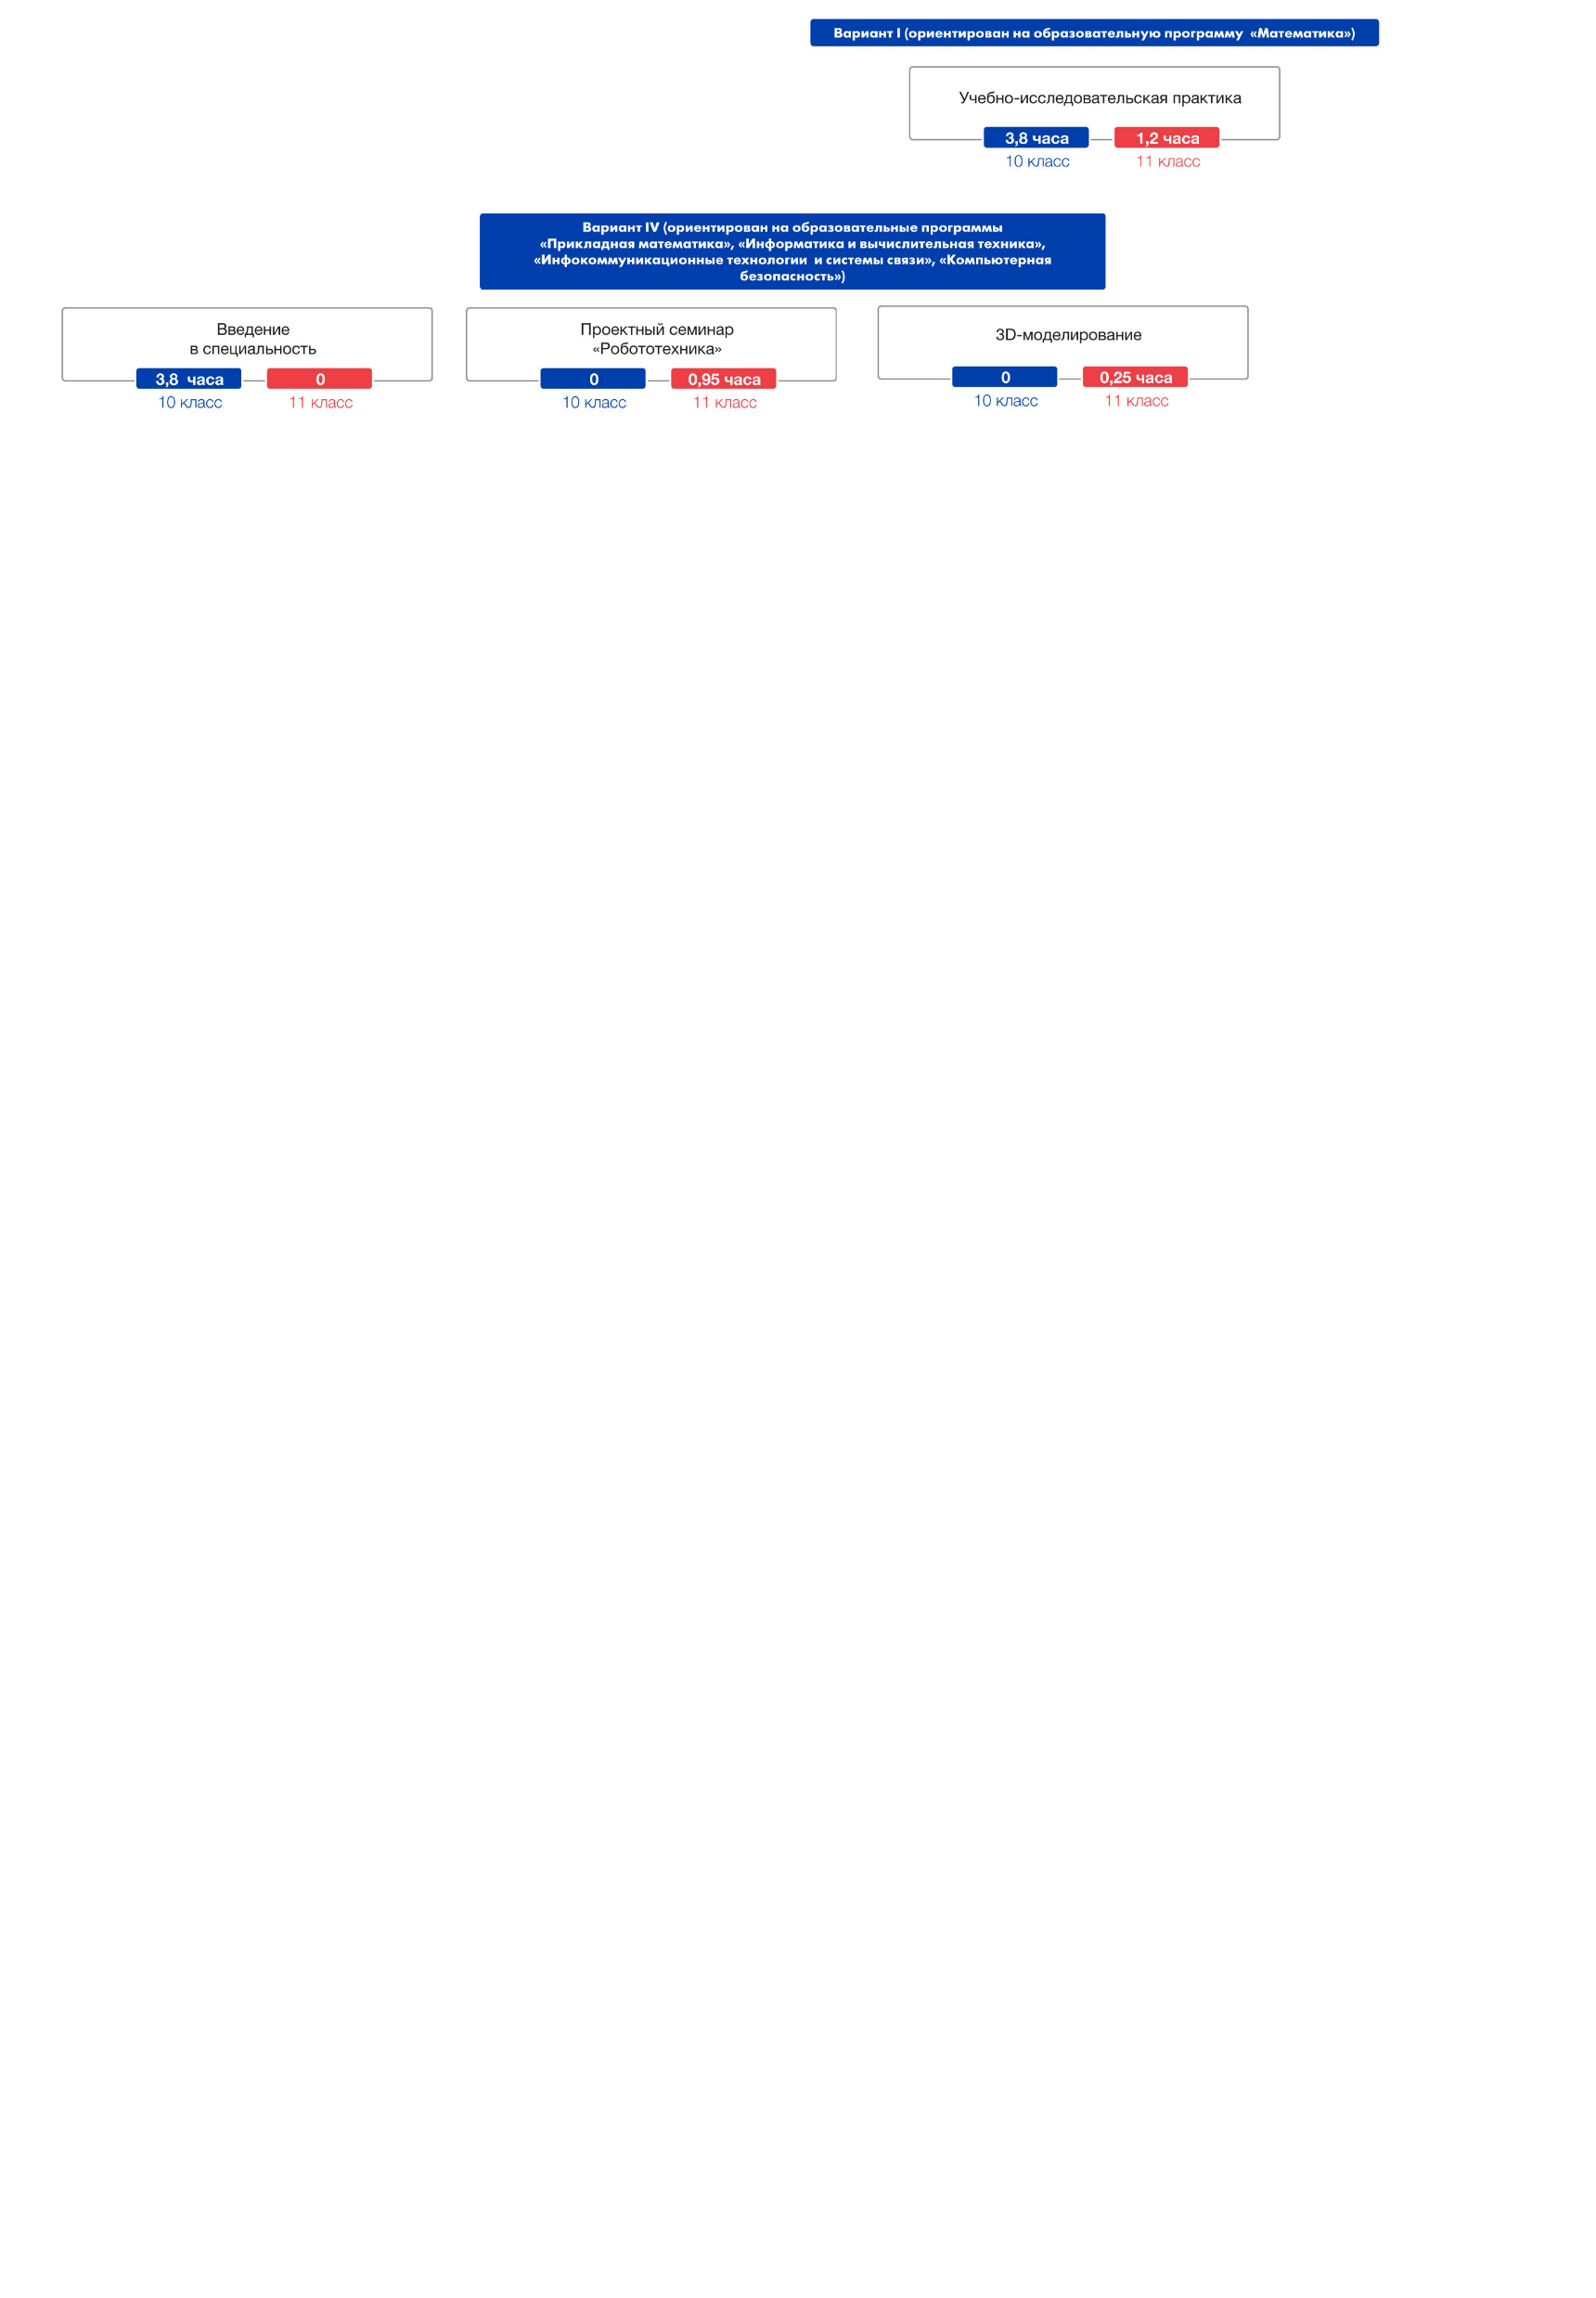 Вариант I (ориентирован на образовательную программу «Математика»)
Учебно-исследовательская практика
3,8 часа 1,2 часа
10 класс 11 класс
Вариант IV (ориентирован на образовательные программы
«Прикладная математика», «Информатика и вычислительная техника»,
«Инфокоммуникационные технологии и системы связи», «Компьютерная
безопасность»)
Введение
в специальность
3,8 часа 0
10 класс 11 класс
Проектный семинар
«Робототехника»
0 0,95 часа
10 класс 11 класс
3D-моделирование
0 0,25 часа
10 класс 11 класс